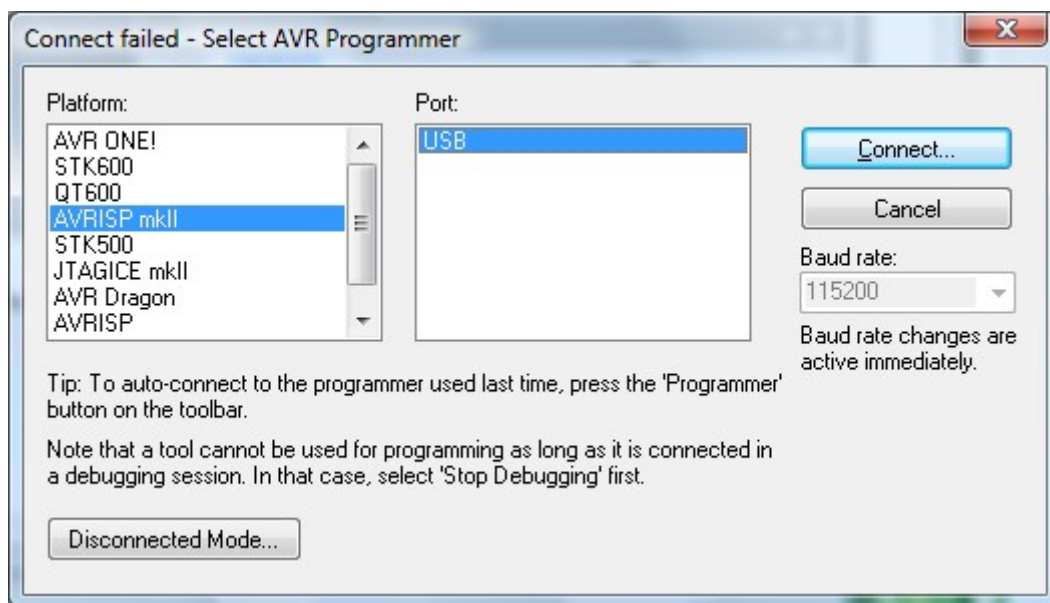 Connect failed - Select AVR Programmer
Platform:
AVR ONE!
STK600
QT600
AVRISP mkII
STK500
JTAGICE mkII
AVR Dragon
AVRISP
Port:
USB
Connect...
Cancel
Baud rate:
115200
Baud rate changes are
active immediately.
Tip: To auto-connect to the programmer used last time, press the 'Programmer'
button on the toolbar.
Note that a tool cannot be used for programming as long as it is connected in
a debugging session. In that case, select 'Stop Debugging' first.
Disconnected Mode...